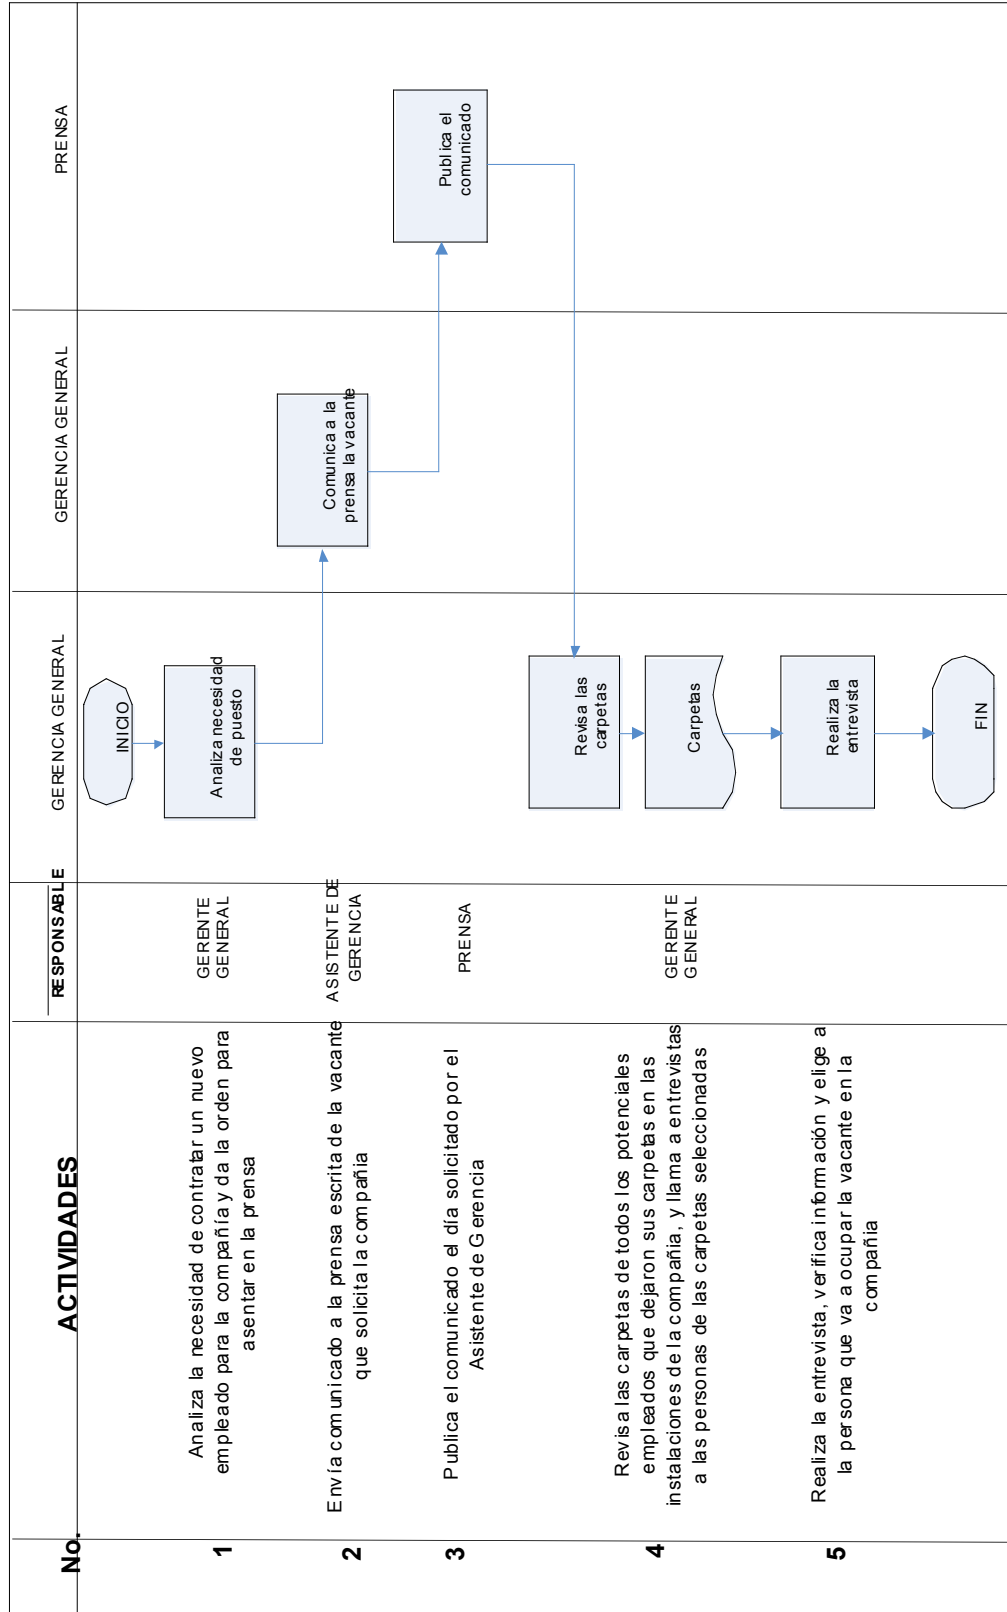 No.
ACTIVIDADES
RESPONSABLE
GERENCIA GENERAL
GERENCIA GENERAL
PRENSA
1
Analiza la necesidad de contratar un nuevo
empleado para la compañía y da la orden para
asentar en la prensa
GERENTE
GENERAL
INICIO
Analiza necesidad
de puesto
2
Envía comunicado a la prensa escrita de la vacante
que solicita la compañia
ASISTENTE DE
GERENCIA
Comunica a la
prensa la vacante
3
Publica el comunicado el día solicitado por el
Asistente de Gerencia
PRENSA
Publica el
comunicado
4
Revisa las carpetas de todos los potenciales
empleados que dejaron sus carpetas en las
instalaciones de la compañia, y llama a entrevistas
a las personas de las carpetas seleccionadas
GERENTE
GENERAL
Revisa las
carpetas
Carpetas
5
Realiza la entrevista, verifica información y elige a
la persona que va a ocupar la vacante en la
compañia
Realiza la
entrevista
FIN